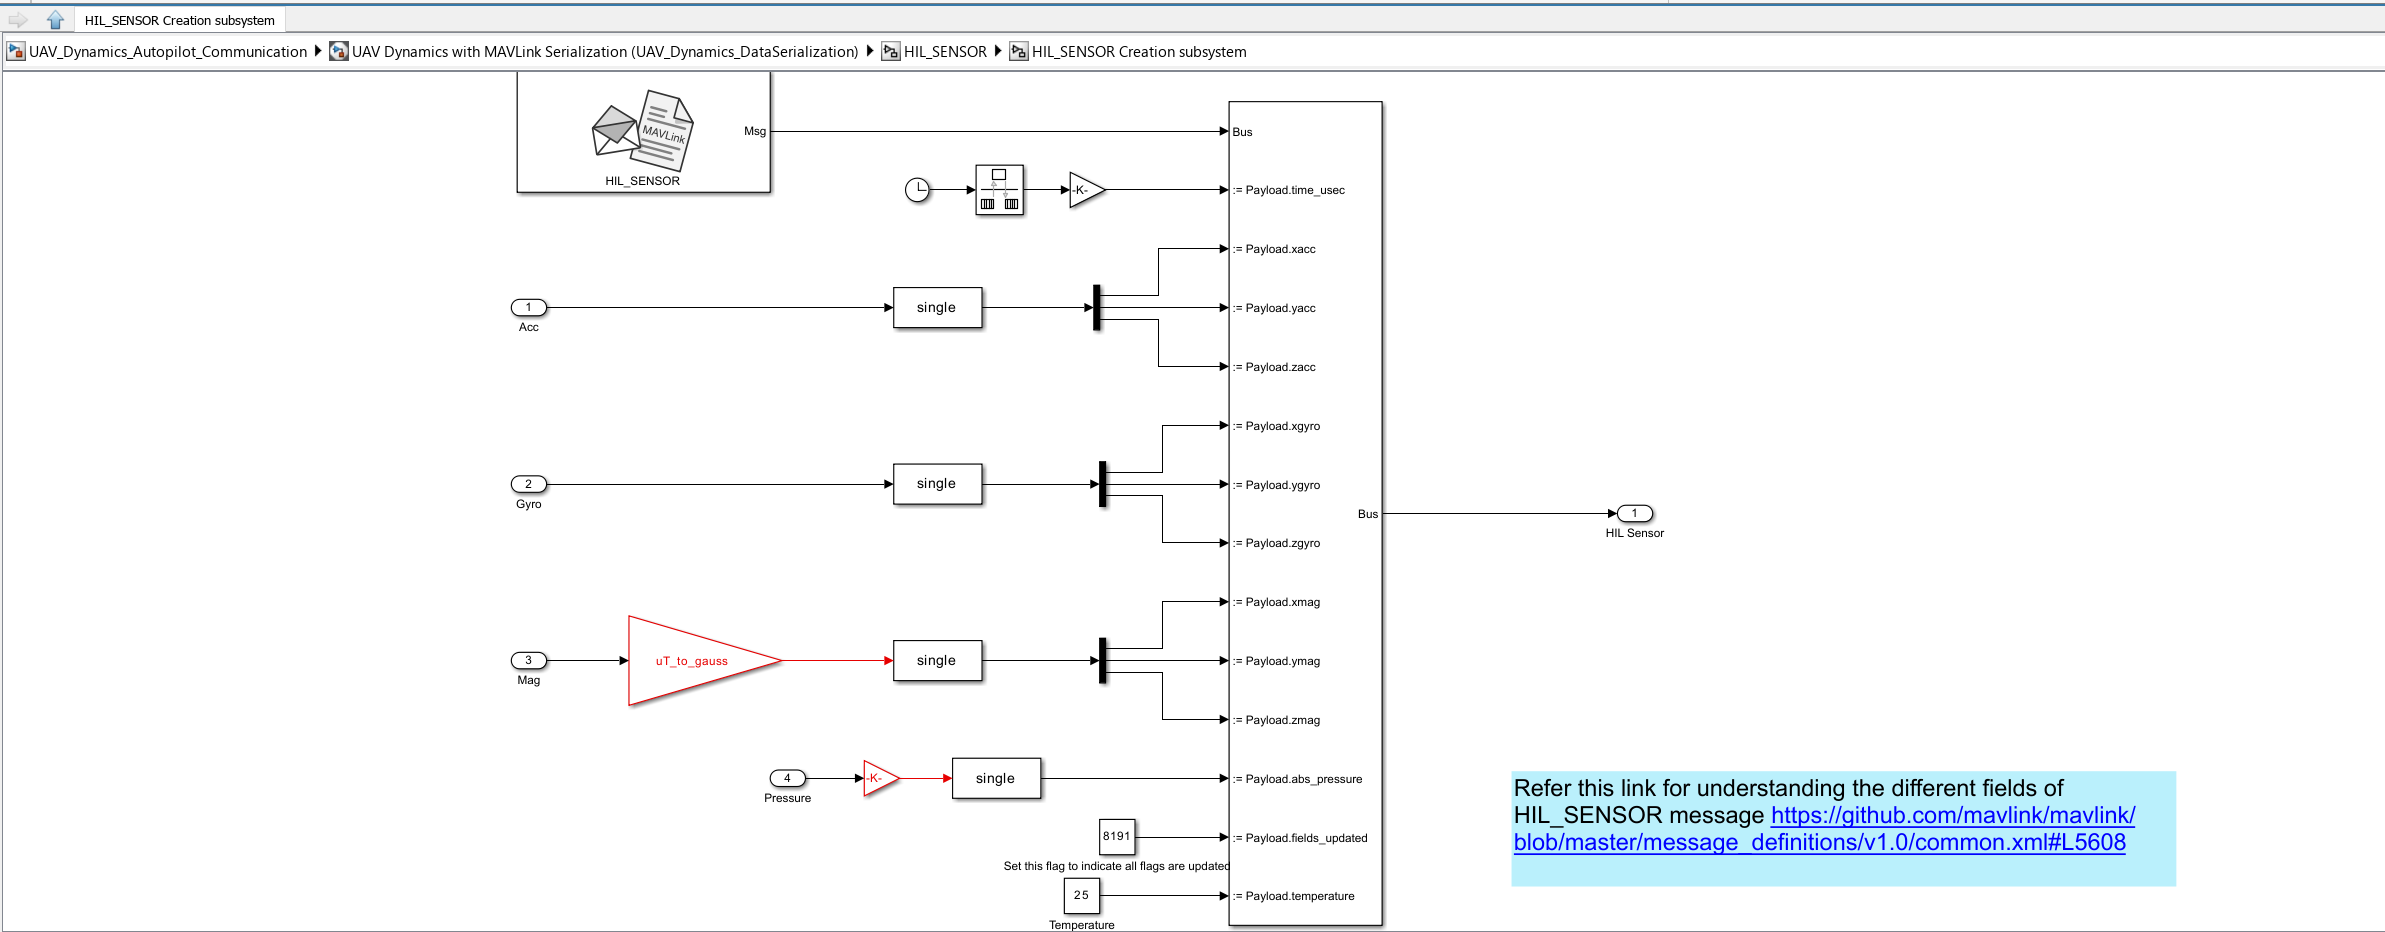 HIL_SENSOR Creation subsystem
UAV_Dynamics_Autopilot_Communication
UAV Dynamics with MAVLink Serialization (UAV_Dynamics_DataSerialization)
HIL_SENSOR
HIL_SENSOR Creation subsystem
MAVLink
HIL_SENSOR
Msg
Bus
-K-
:= Payload.time_usec
:= Payload.xacc
1
Acc
single
:= Payload.yacc
:= Payload.zacc
:= Payload.xgyro
2
Gyro
single
:= Payload.ygyro
:= Payload.zgyro
Bus
1
HIL Sensor
:= Payload.xmag
3
Mag
uT_to_gauss
single
:= Payload.ymag
:= Payload.zmag
4
Pressure
-K-
single
:= Payload.abs_pressure
8191
:= Payload.fields_updated
Set this flag to indicate all flags are updated
25
Temperature
:= Payload.temperature
Refer this link for understanding the different fields of
HIL_SENSOR message https://github.com/mavlink/mavlink/
blob/master/message_definitions/v1.0/common.xml#L5608